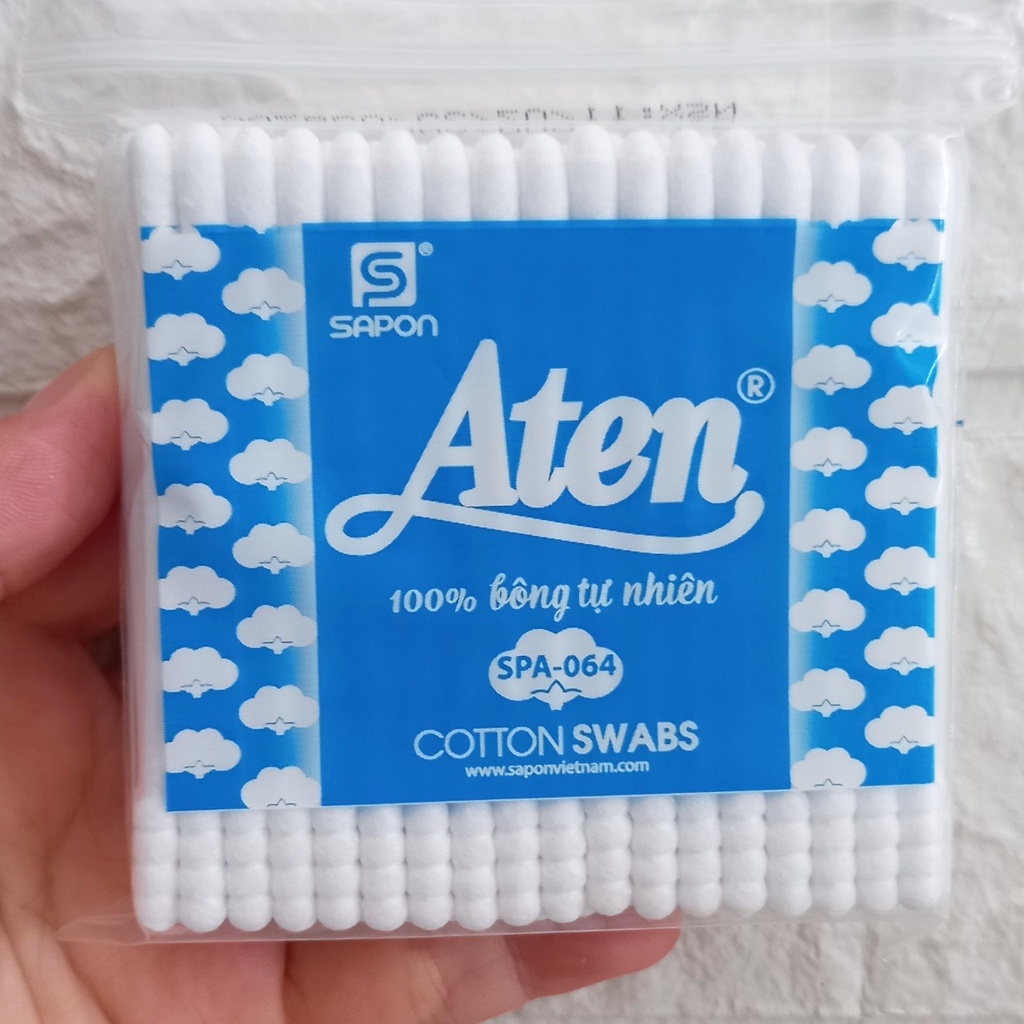 ®
SAPON
Aten®
100% bông tự nhiên
SPA-064
COTTON SWABS
www.saponvietnam.com